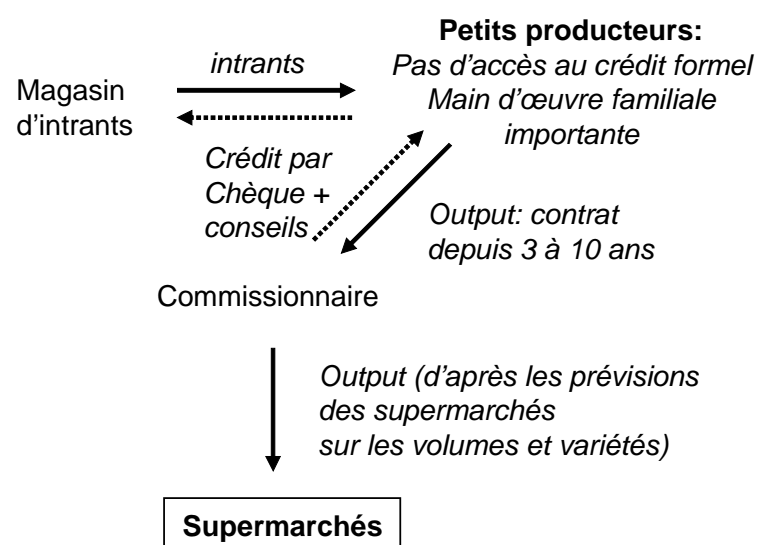 Petits producteurs:
Pas d’accès au crédit formel
Main d’œuvre familiale
importante
intrants
Magasin
d’intrants
Crédit par
Chèque +
conseils
Output: contrat
depuis 3 à 10 ans
Commissionnaire
Output (d’après les prévisions
des supermarchés
sur les volumes et variétés)
Supermarchés